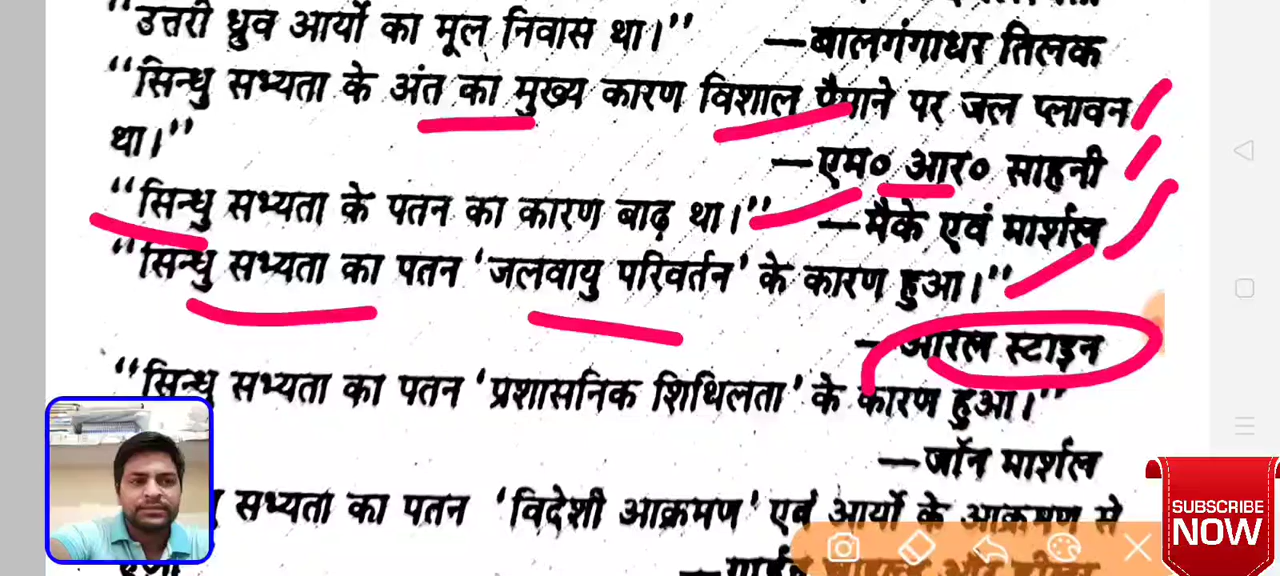 "उत्तरी ध्रुव आर्यो का मूल निवास था।" —बालगंगाधर तिलक
"सिन्धु सभ्यता के अंत का मुख्य कारण विशाल पैमाने पर जल प्लावन
था।" —एम० आर० साहनी
"सिन्धु सभ्यता के पतन का कारण बाढ़ था।" —मैके एवं मार्शल
"सिन्धु सभ्यता का पतन 'जलवायु परिवर्तन' के कारण हुआ।"
—आरेल स्टाइन
"सिन्धु सभ्यता का पतन 'प्रशासनिक शिथिलता' के कारण हुआ।"
—जॉन मार्शल
सभ्यता का पतन 'विदेशी आक्रमण' एवं आर्यो के आक्रमण से
हुआ
SUBSCRIBE
NOW